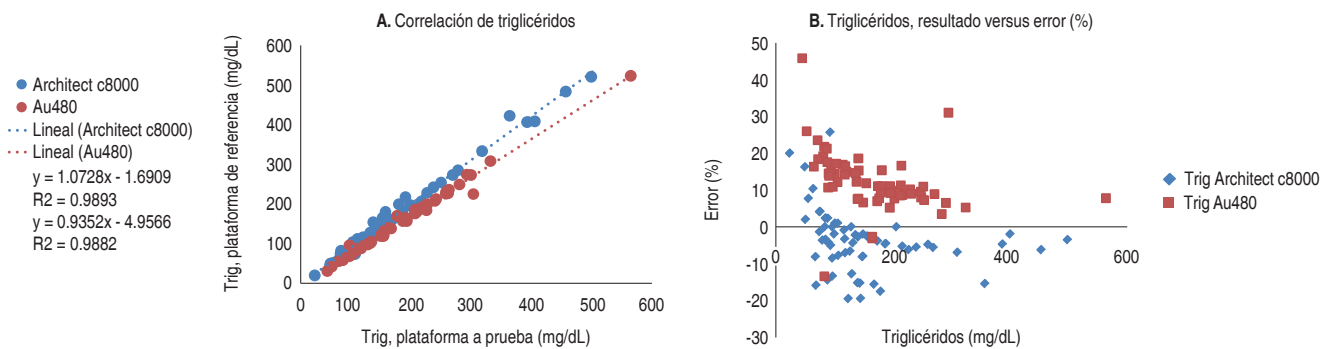 A. Correlación de triglicéridos
Architect c8000
Au480
Lineal (Architect c8000)
Lineal (Au480)
y = 1.0728x - 1.6909
R2 = 0.9893
y = 0.9352x - 4.9566
R2 = 0.9882
Trig, plataforma de referencia (mg/dL)
600
500
400
300
200
100
0
0 100 200 300 400 500 600
Trig, plataforma a prueba (mg/dL)
B. Triglicéridos, resultado versus error (%)
Error (%)
50
40
30
20
10
0
-10
-20
-30
0 200 400 600
Triglicéridos (mg/dL)
Trig Architect c8000
Trig Au480